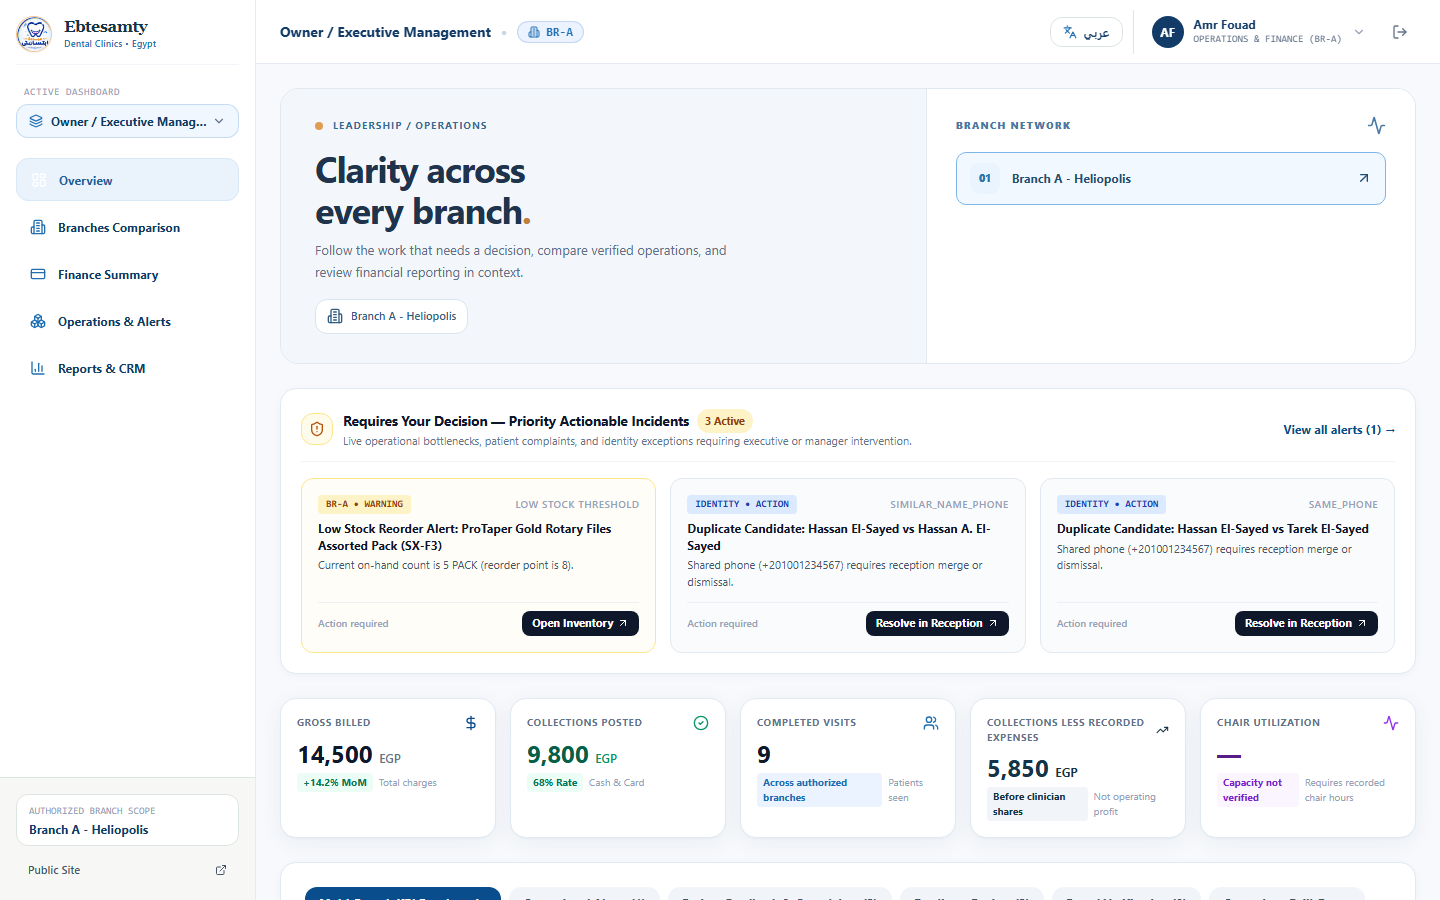 Ebtesamty
Dental Clinics • Egypt
ACTIVE DASHBOARD
Owner / Executive Manag...
Overview
Branches Comparison
Finance Summary
Operations & Alerts
Reports & CRM
AUTHORIZED BRANCH SCOPE
Branch A - Heliopolis
Public Site
Owner / Executive Management • BR-A
عربي
AF
Amr Fouad
OPERATIONS & FINANCE (BR-A)
LEADERSHIP / OPERATIONS
Clarity across
every branch.
Follow the work that needs a decision, compare verified operations, and
review financial reporting in context.
Branch A - Heliopolis
BRANCH NETWORK
01 Branch A - Heliopolis
Requires Your Decision — Priority Actionable Incidents 3 Active
Live operational bottlenecks, patient complaints, and identity exceptions requiring executive or manager intervention.
View all alerts (1) →
BR-A • WARNING LOW STOCK THRESHOLD
Low Stock Reorder Alert: ProTaper Gold Rotary Files
Assorted Pack (SX-F3)
Current on-hand count is 5 PACK (reorder point is 8).
Action required Open Inventory
IDENTITY • ACTION SIMILAR_NAME_PHONE
Duplicate Candidate: Hassan El-Sayed vs Hassan A. El-
Sayed
Shared phone (+201001234567) requires reception merge or
dismissal.
Action required Resolve in Reception
IDENTITY • ACTION SAME_PHONE
Duplicate Candidate: Hassan El-Sayed vs Tarek El-Sayed
Shared phone (+201001234567) requires reception merge or
dismissal.
Action required Resolve in Reception
GROSS BILLED
14,500 EGP
+14.2% MoM Total charges
COLLECTIONS POSTED
9,800 EGP
68% Rate Cash & Card
COMPLETED VISITS
9
Across authorized
branches
Patients
seen
COLLECTIONS LESS RECORDED
EXPENSES
5,850 EGP
Before clinician
shares
Not operating
profit
CHAIR UTILIZATION
—
Capacity not
verified
Requires recorded
chair hours